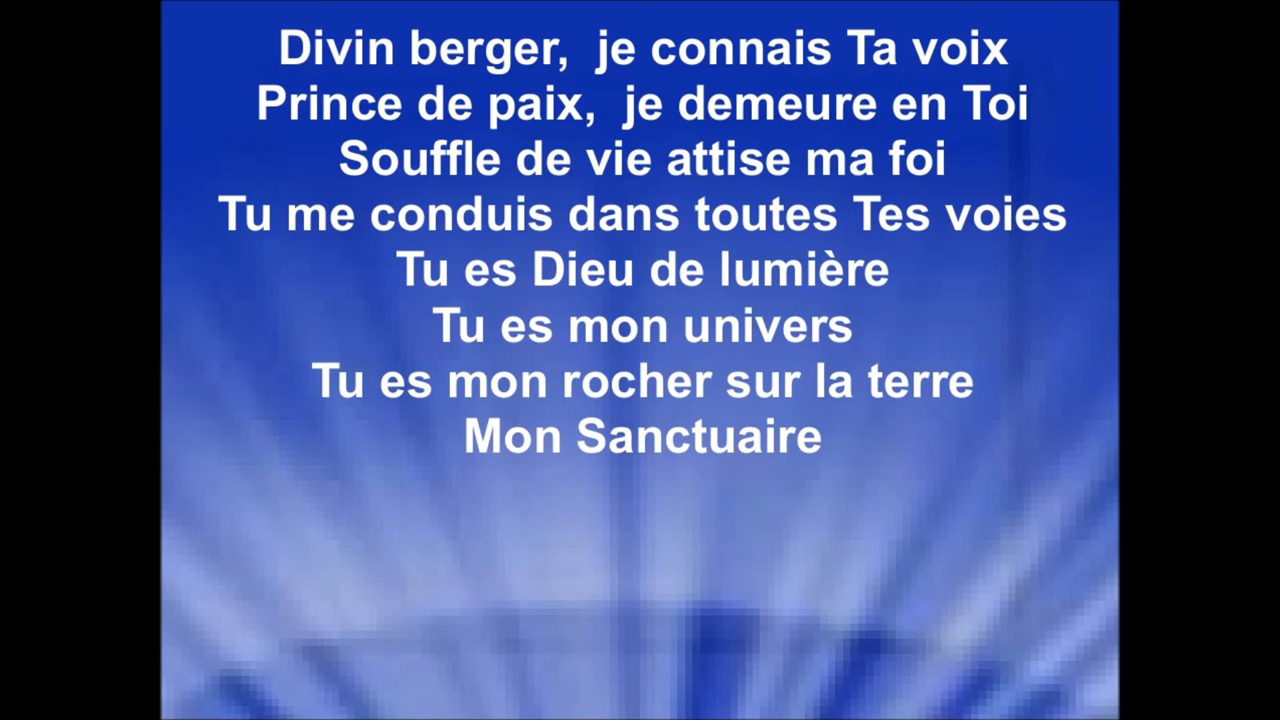 Divin berger, je connais Ta voix
Prince de paix, je demeure en Toi
Souffle de vie attise ma foi
Tu me conduis dans toutes Tes voies
Tu es Dieu de lumière
Tu es mon univers
Tu es mon rocher sur la terre
Mon Sanctuaire